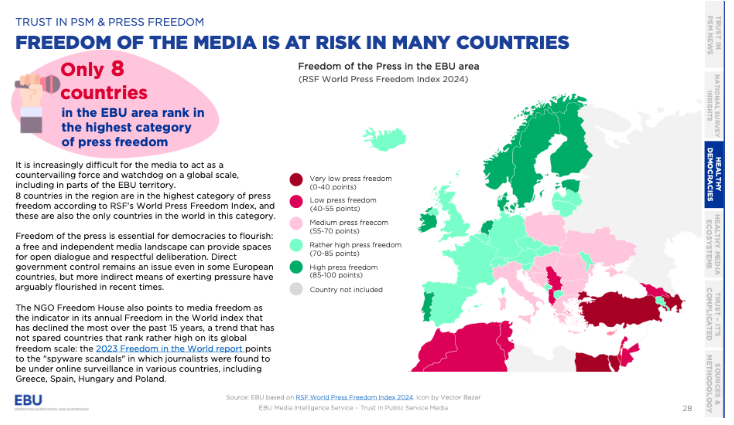 TRUST IN PSM & PRESS FREEDOM
FREEDOM OF THE MEDIA IS AT RISK IN MANY COUNTRIES
Only 8
countries
in the EBU area rank in
the highest category
of press freedom
It is increasingly difficult for the media to act as a
countervailing force and watchdog on a global scale,
including in parts of the EBU territory.
8 countries in the region are in the highest category of press
freedom according to RSF's World Press Freedom Index, and
these are also the only countries in the world in this category.
Freedom of the press is essential for democracies to flourish:
a free and independent media landscape can provide spaces
for open dialogue and respectful deliberation. Direct
government control remains an issue even in some European
countries, but more indirect means of exerting pressure have
arguably flourished in recent times.
The NGO Freedom House also points to media freedom as
the indicator in its annual Freedom in the World index that
has declined the most over the past 15 years, a trend that has
not spared countries that rank rather high on its global
freedom scale: the 2023 Freedom in the World report points
to the "spyware scandals" in which journalists were found to
be under online surveillance in various countries, including
Greece, Spain, Hungary and Poland.
Freedom of the Press in the EBU area
(RSF World Press Freedom Index 2024)
Very low press freedom
(0-40 points)
Low press freedom
(40-55 points)
Medium press freecom
(55-70 points)
Rather high press freedom
(70-85 points)
High press freedom
(85-100 points)
Country not included
EBU
Source: EBU based on RSF World Press Freedom Index 2024. Icon by Vector Bazar
EBU Media Intelligence Service – Trust in Public Service Media
28
TRUST IN
PSM NEWS
NATIONAL SURVEY
INSIGHTS
HEALTHY
DEMOCRACIES
HEALTHY MEDIA
ECOSYSTEMS
TRUST – IT'S
COMPLICATED
SOURCES &
METHODOLOGY